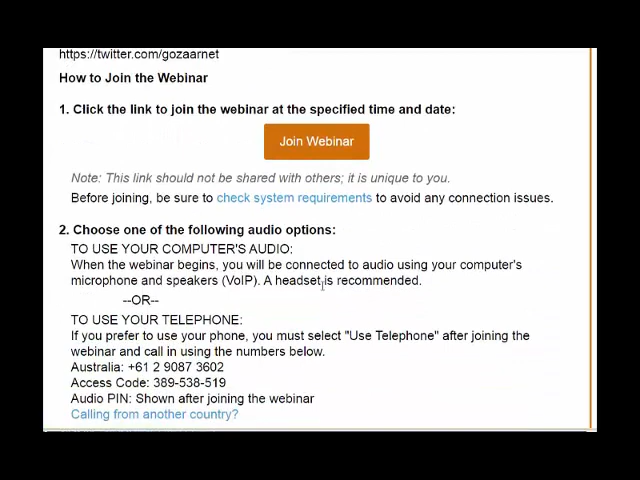 https://twitter.com/gozaarnet
How to Join the Webinar
1. Click the link to join the webinar at the specified time and date:
Join Webinar
Note: This link should not be shared with others; it is unique to you.
Before joining, be sure to check system requirements to avoid any connection issues.
2. Choose one of the following audio options:
TO USE YOUR COMPUTER'S AUDIO:
When the webinar begins, you will be connected to audio using your computer's
microphone and speakers (VoIP). A headset is recommended.
--OR--
TO USE YOUR TELEPHONE:
If you prefer to use your phone, you must select "Use Telephone" after joining the
webinar and call in using the numbers below.
Australia: +61 2 9087 3602
Access Code: 389-538-519
Audio PIN: Shown after joining the webinar
Calling from another country?